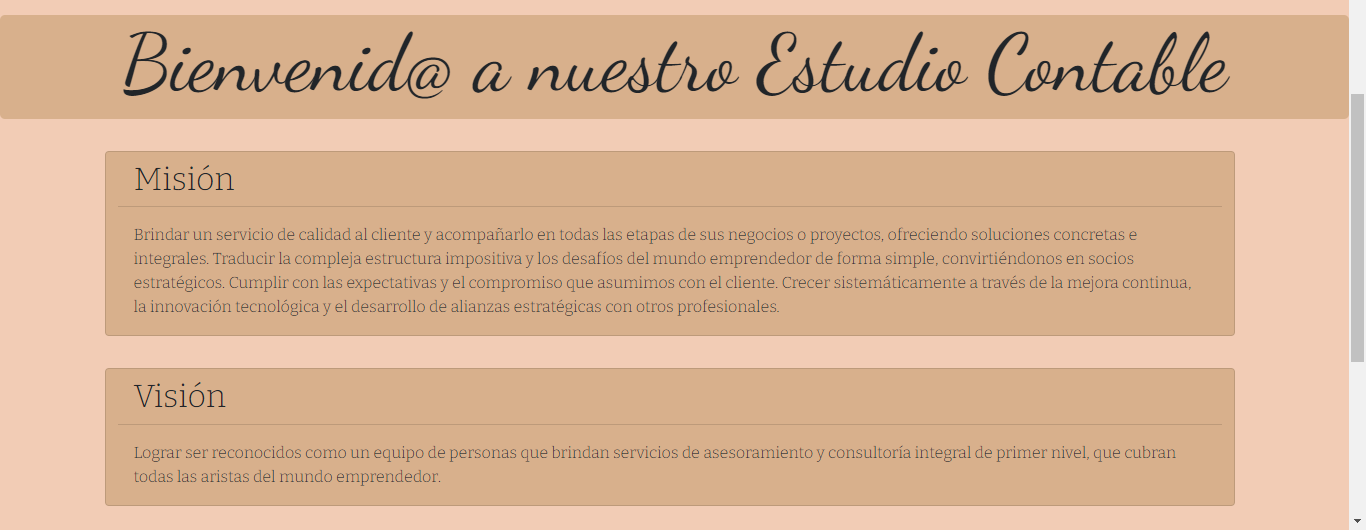 Bienvenid@ a nuestro Estudio Contable
Misión
Brindar un servicio de calidad al cliente y acompañarlo en todas las etapas de sus negocios o proyectos, ofreciendo soluciones concretas e
integrales. Traducir la compleja estructura impositiva y los desafíos del mundo emprendedor de forma simple, convirtiéndonos en socios
estratégicos. Cumplir con las expectativas y el compromiso que asumimos con el cliente. Crecer sistemáticamente a través de la mejora continua,
la innovación tecnológica y el desarrollo de alianzas estratégicas con otros profesionales.
Visión
Lograr ser reconocidos como un equipo de personas que brindan servicios de asesoramiento y consultoría integral de primer nivel, que cubran
todas las aristas del mundo emprendedor.